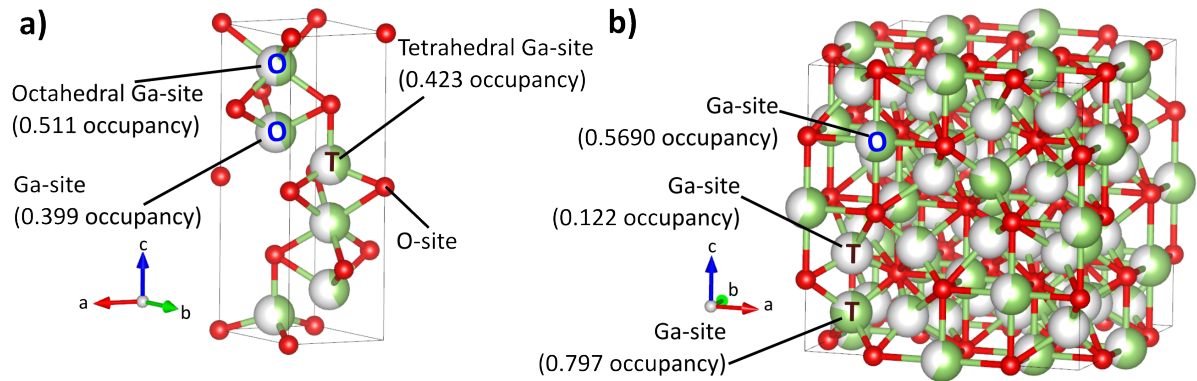 a)
O
O
T
Octahedral Ga-site
(0.511 occupancy)
Tetrahedral Ga-site
(0.423 occupancy)
Ga-site
(0.399 occupancy)
O-site
c
a
b
b)
Ga-site
(0.5690 occupancy)
O
Ga-site
(0.122 occupancy)
T
T
Ga-site
(0.797 occupancy)
c
b
a